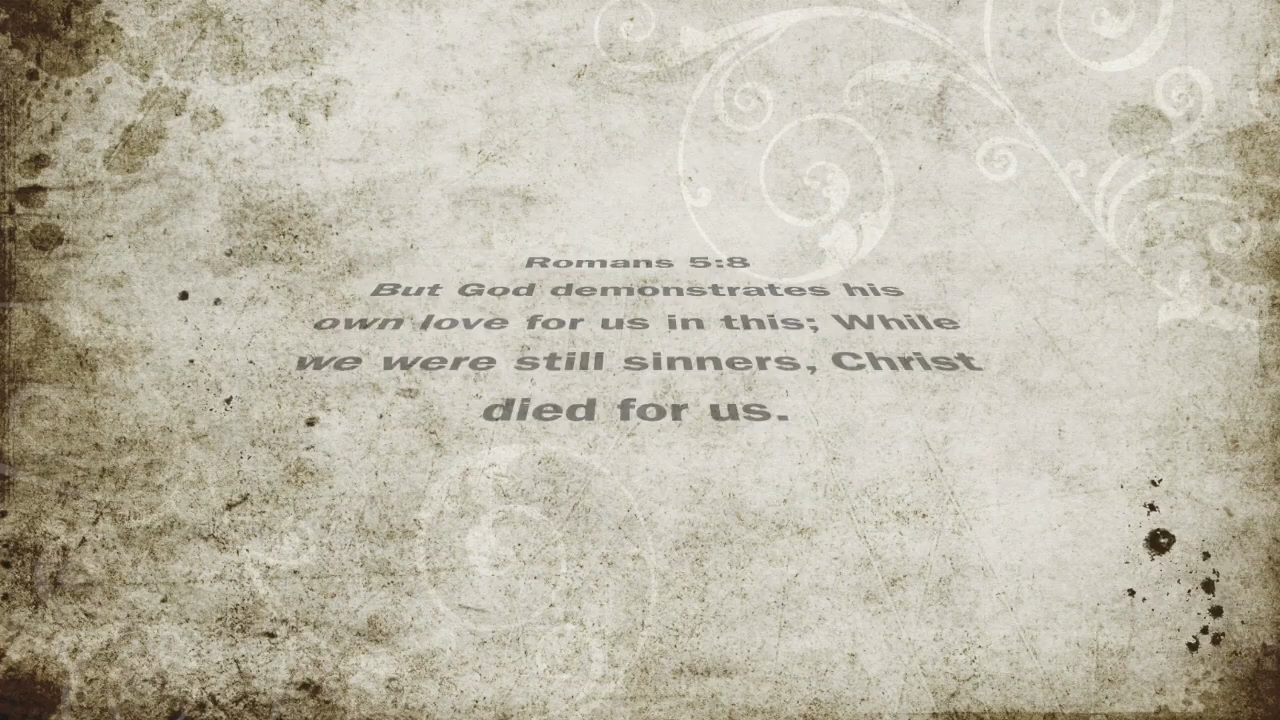 Romans 5:8
But God demonstrates his
own love for us in this; While
we were still sinners, Christ
died for us.